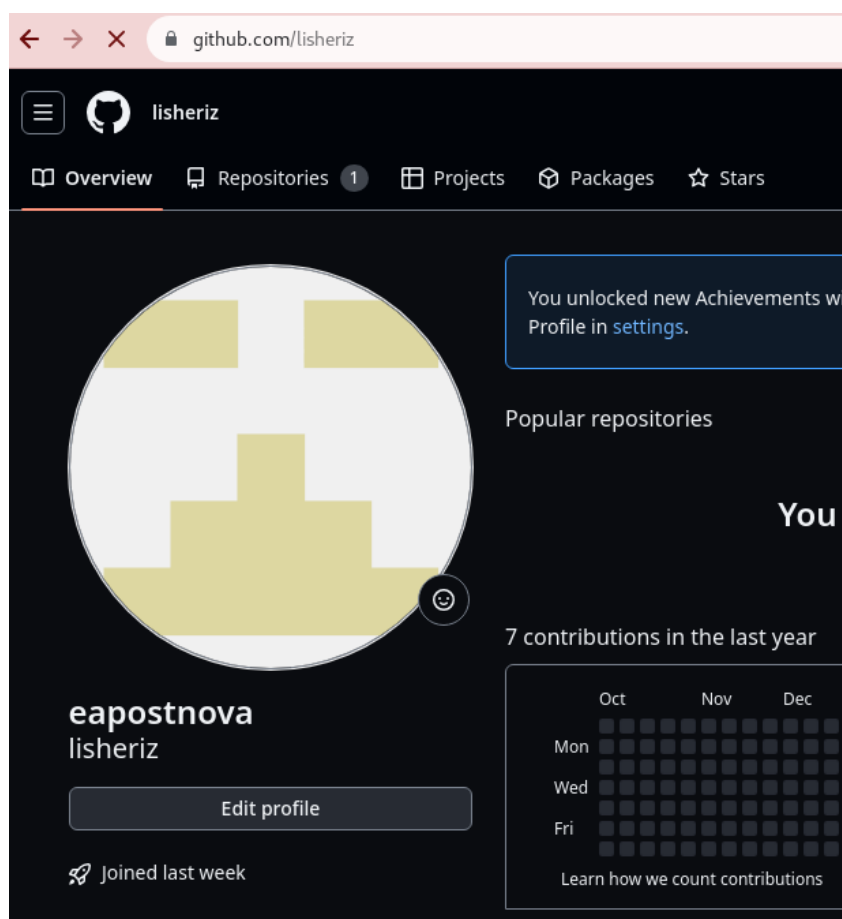 github.com/lisheriz
lisheriz
Overview Repositories 1 Projects Packages Stars
You unlocked new Achievements wi
Profile in settings.
Popular repositories
You
7 contributions in the last year
Oct Nov Dec
Mon
Wed
Fri
Learn how we count contributions
eapostnova
lisheriz
Edit profile
Joined last week